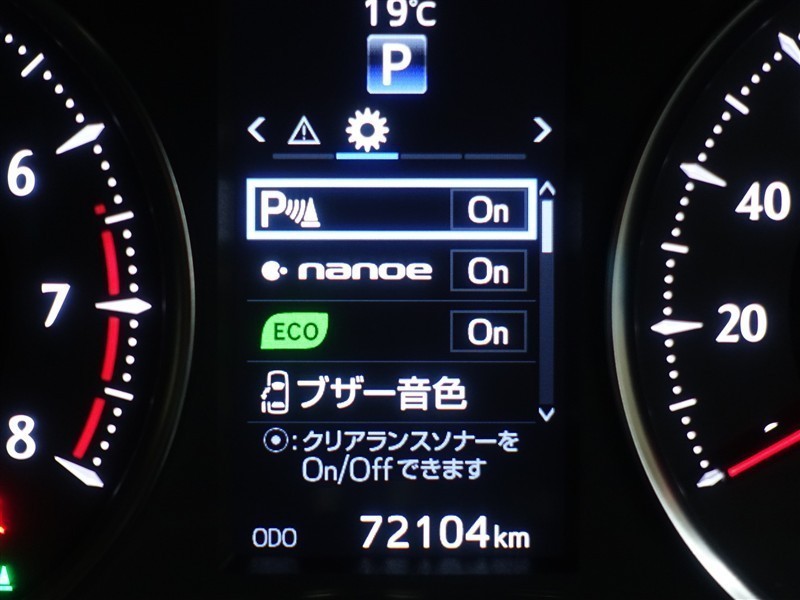 19℃
P
P On
nanoe On
ECO On
ブザー音色
:クリアランスソナーを
On/Offできます
ODO 72104km
6
7
8
40
20